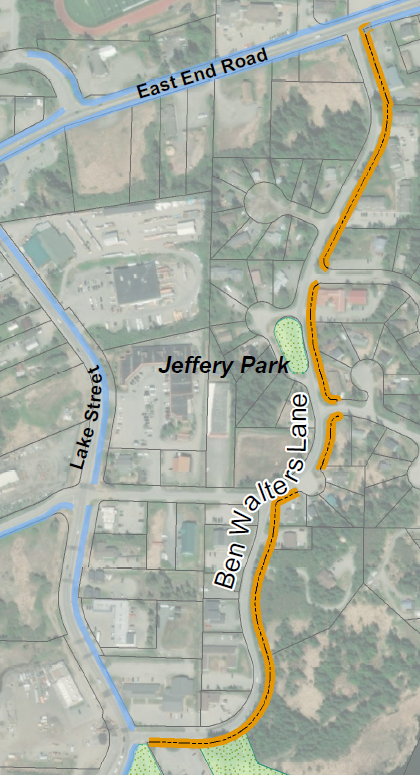 East End Road
Jeffery Park
Lake Street
Ben Walters Lane